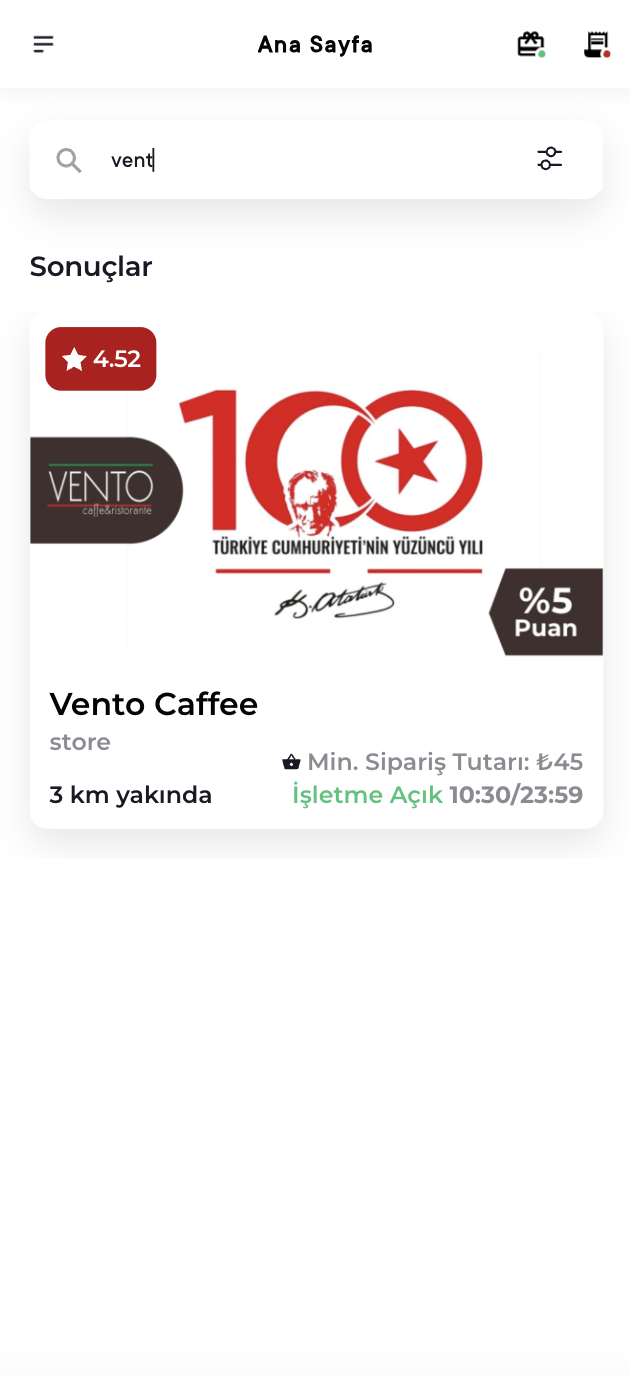 Ana Sayfa
vent
Sonuçlar
4.52
VENTO
caffe&ristorante
100
TÜRKİYE CUMHURİYETİ'NİN YÜZÜNCÜ YILI
K. Atatürk
%5
Puan
Vento Caffee
store
Min. Sipariş Tutarı: ₺45
3 km yakında
İşletme Açık 10:30/23:59